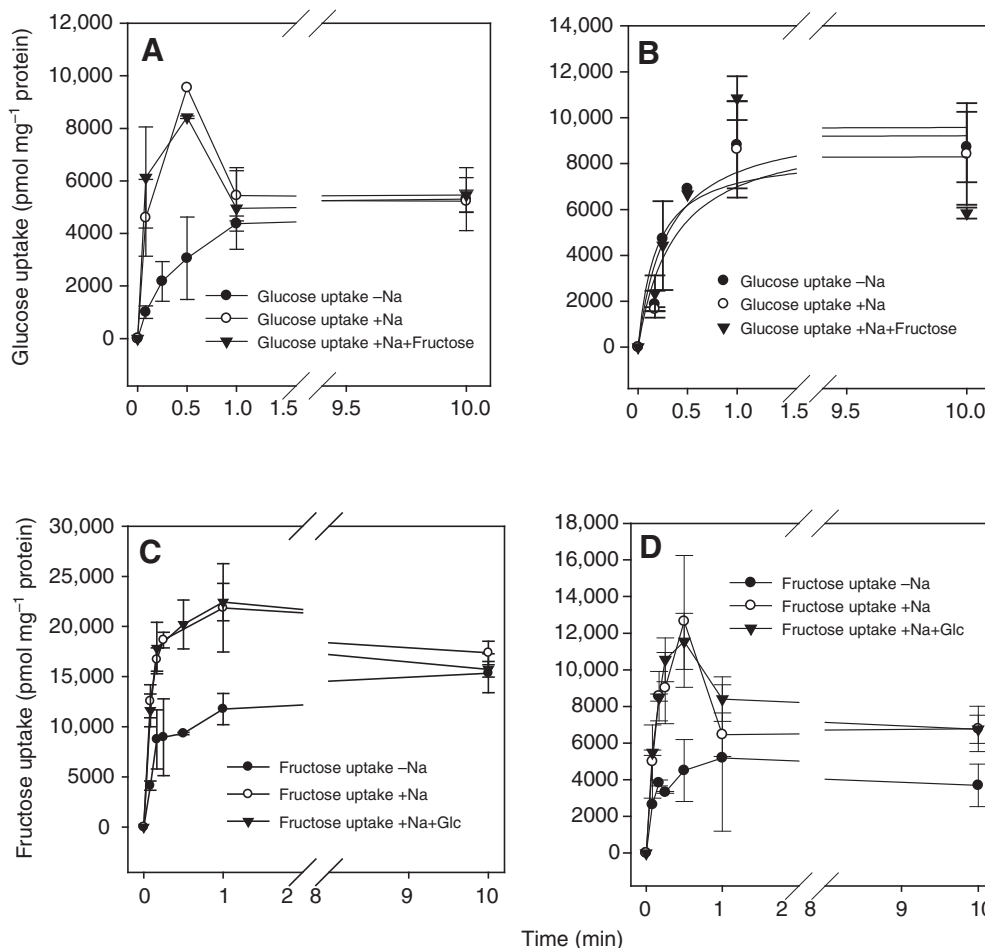 Glucose uptake (pmol mg⁻¹ protein)
A
12,000
10,000
8000
6000
4000
2000
0
Glucose uptake –Na
Glucose uptake +Na
Glucose uptake +Na+Fructose
0 0.5 1.0 1.5 9.5 10.0
B
14,000
12,000
10,000
8000
6000
4000
2000
0
Glucose uptake –Na
Glucose uptake +Na
Glucose uptake +Na+Fructose
0 0.5 1.0 1.5 9.5 10.0
Fructose uptake (pmol mg⁻¹ protein)
C
30,000
25,000
20,000
15,000
10,000
5000
0
Fructose uptake –Na
Fructose uptake +Na
Fructose uptake +Na+Glc
0 1 2 8 9 10
D
18,000
16,000
14,000
12,000
10,000
8000
6000
4000
2000
0
Fructose uptake –Na
Fructose uptake +Na
Fructose uptake +Na+Glc
0 1 2 8 9 10
Time (min)